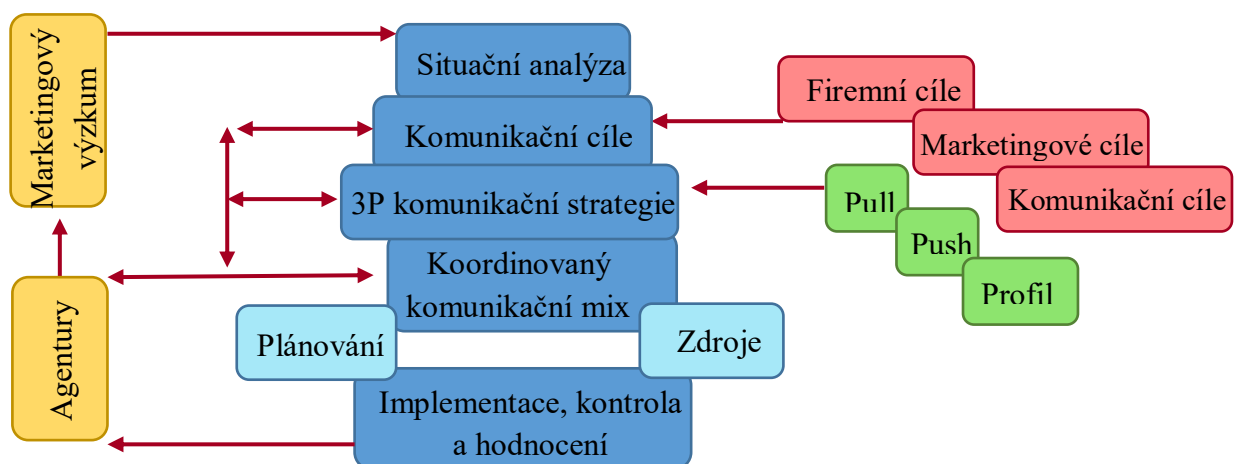 Marketingový
výzkum
Situační analýza
Firemní cíle
Komunikační cíle
Marketingové cíle
3P komunikační strategie
Pull
Komunikační cíle
Push
Koordinovaný
komunikační mix
Profil
Agentury
Plánování
Zdroje
Implementace, kontrola
a hodnocení